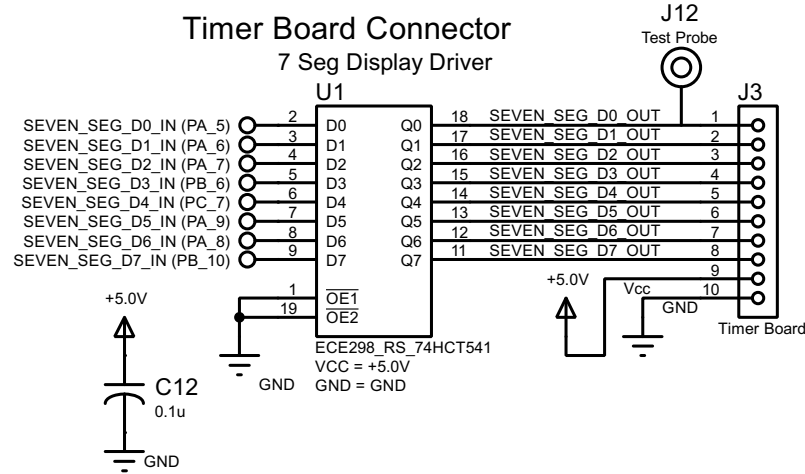 Timer Board Connector
7 Seg Display Driver
J12
Test Probe
U1
J3
SEVEN_SEG_D0_IN (PA_5) 2 D0 Q0 18 SEVEN_SEG_D0_OUT 1
SEVEN_SEG_D1_IN (PA_6) 3 D1 Q1 17 SEVEN_SEG_D1_OUT 2
SEVEN_SEG_D2_IN (PA_7) 4 D2 Q2 16 SEVEN_SEG_D2_OUT 3
SEVEN_SEG_D3_IN (PB_6) 5 D3 Q3 15 SEVEN_SEG_D3_OUT 4
SEVEN_SEG_D4_IN (PC_7) 6 D4 Q4 14 SEVEN_SEG_D4_OUT 5
SEVEN_SEG_D5_IN (PA_9) 7 D5 Q5 13 SEVEN_SEG_D5_OUT 6
SEVEN_SEG_D6_IN (PA_8) 8 D6 Q6 12 SEVEN_SEG_D6_OUT 7
SEVEN_SEG_D7_IN (PB_10) 9 D7 Q7 11 SEVEN_SEG_D7_OUT 8
+5.0V 9
1 OE1 Vcc 10
+5.0V 19 OE2 GND
Timer Board
ECE298_RS_74HCT541
VCC = +5.0V
GND GND = GND
C12
0.1u
GND